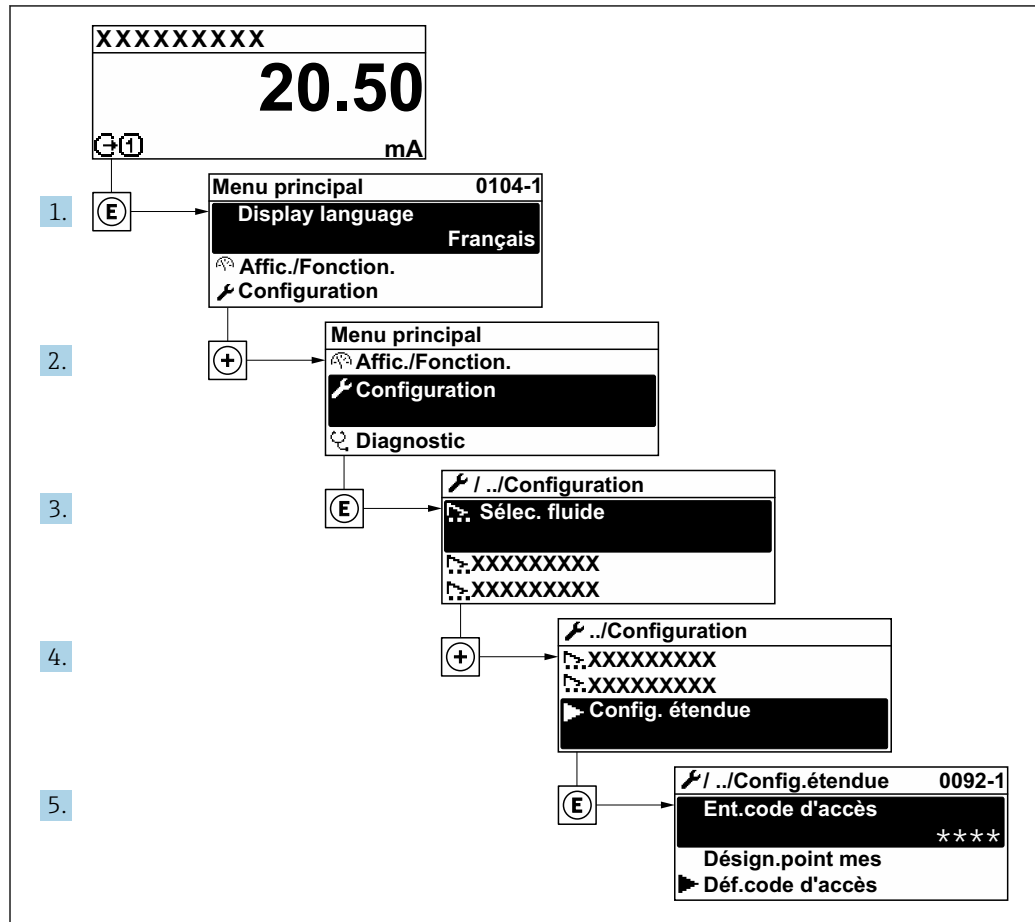 XXXXXXXXX
20.50
1 mA
1. E Menu principal 0104-1
Display language
Français
Affic./Fonction.
Configuration
2. + Menu principal
Affic./Fonction.
Configuration
Diagnostic
3. E / ../Configuration
Sélec. fluide
XXXXXXXXX
XXXXXXXXX
4. + ../Configuration
XXXXXXXXX
XXXXXXXXX
Config. étendue
5. E / ../Config.étendue 0092-1
Ent.code d'accès
****
Désign.point mes
Déf.code d'accès